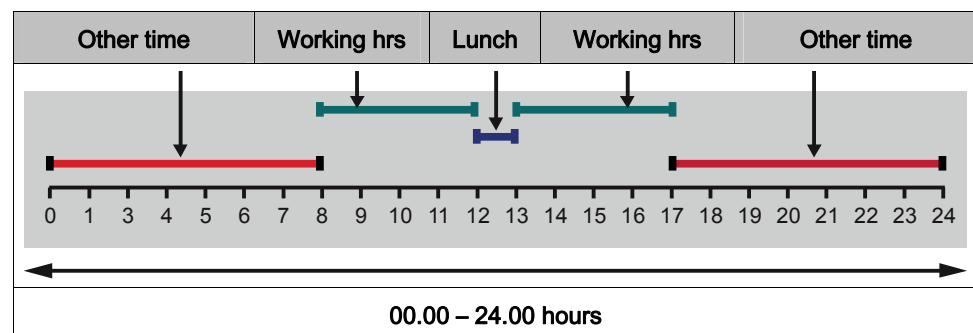 Other time Working hrs Lunch Working hrs Other time
0 1 3 4 5 6 7 8 9 10 11 12 13 14 15 16 17 18 19 20 21 22 23 24
00.00 – 24.00 hours